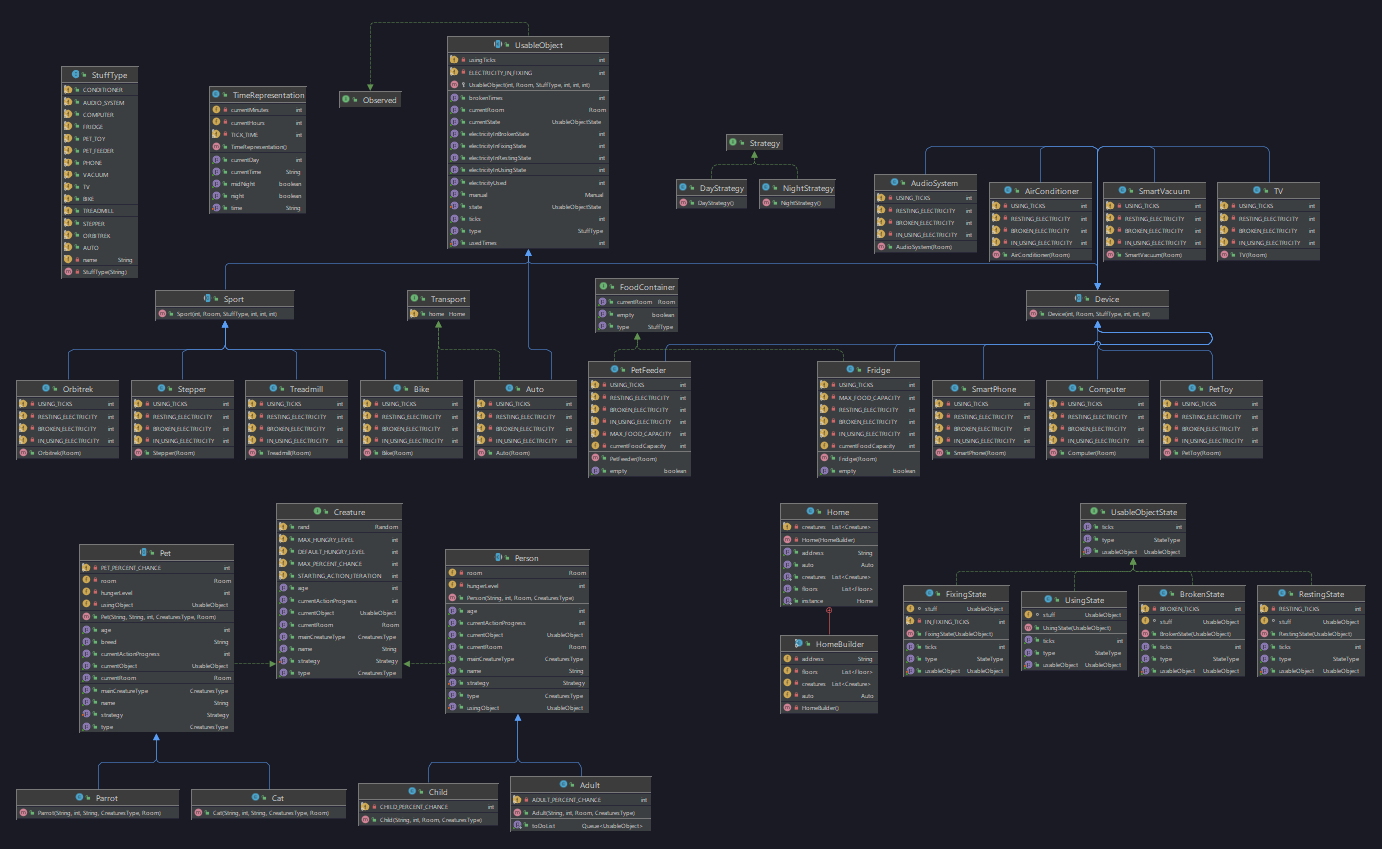 UsableObject
usingTicks int
ELECTRICITY_IN_FIXING int
UsableObject(int, Room, StuffType, int, int, int)
brokenTimes int
currentRoom Room
currentState UsableObjectState
electricityInBrokenState int
electricityInFixingState int
electricityInRestingState int
electricityInUsingState int
electricityUsed int
manual Manual
state UsableObjectState
ticks int
type StuffType
usedTimes int
StuffType
CONDITIONER
AUDIO_SYSTEM
COMPUTER
FRIDGE
PET_TOY
PET_FEEDER
PHONE
VACUUM
TV
BIKE
TREADMILL
STEPPER
ORBITREK
AUTO
name String
StuffType(String)
TimeRepresentation
currentMinutes int
currentHours int
TICK_TIME int
TimeRepresentation()
currentDay int
currentTime String
midNight boolean
night boolean
time String
Observed
Strategy
DayStrategy
DayStrategy()
NightStrategy
NightStrategy()
AudioSystem
USING_TICKS int
RESTING_ELECTRICITY int
BROKEN_ELECTRICITY int
IN_USING_ELECTRICITY int
AudioSystem(Room)
AirConditioner
USING_TICKS int
RESTING_ELECTRICITY int
BROKEN_ELECTRICITY int
IN_USING_ELECTRICITY int
AirConditioner(Room)
SmartVacuum
USING_TICKS int
RESTING_ELECTRICITY int
BROKEN_ELECTRICITY int
IN_USING_ELECTRICITY int
SmartVacuum(Room)
TV
USING_TICKS int
RESTING_ELECTRICITY int
BROKEN_ELECTRICITY int
IN_USING_ELECTRICITY int
TV(Room)
Sport
Sport(int, Room, StuffType, int, int, int)
Transport
home Home
FoodContainer
currentRoom Room
empty boolean
type StuffType
Device
Device(int, Room, StuffType, int, int, int)
Orbitrek
USING_TICKS int
RESTING_ELECTRICITY int
BROKEN_ELECTRICITY int
IN_USING_ELECTRICITY int
Orbitrek(Room)
Stepper
USING_TICKS int
RESTING_ELECTRICITY int
BROKEN_ELECTRICITY int
IN_USING_ELECTRICITY int
Stepper(Room)
Treadmill
USING_TICKS int
RESTING_ELECTRICITY int
BROKEN_ELECTRICITY int
IN_USING_ELECTRICITY int
Treadmill(Room)
Bike
USING_TICKS int
RESTING_ELECTRICITY int
BROKEN_ELECTRICITY int
IN_USING_ELECTRICITY int
Bike(Room)
Auto
USING_TICKS int
RESTING_ELECTRICITY int
BROKEN_ELECTRICITY int
IN_USING_ELECTRICITY int
Auto(Room)
PetFeeder
USING_TICKS int
RESTING_ELECTRICITY int
BROKEN_ELECTRICITY int
IN_USING_ELECTRICITY int
MAX_FOOD_CAPACITY int
currentFoodCapacity int
PetFeeder(Room)
empty boolean
Fridge
USING_TICKS int
MAX_FOOD_CAPACITY int
RESTING_ELECTRICITY int
BROKEN_ELECTRICITY int
IN_USING_ELECTRICITY int
currentFoodCapacity int
Fridge(Room)
empty boolean
SmartPhone
USING_TICKS int
RESTING_ELECTRICITY int
BROKEN_ELECTRICITY int
IN_USING_ELECTRICITY int
SmartPhone(Room)
Computer
USING_TICKS int
RESTING_ELECTRICITY int
BROKEN_ELECTRICITY int
IN_USING_ELECTRICITY int
Computer(Room)
PetToy
USING_TICKS int
RESTING_ELECTRICITY int
BROKEN_ELECTRICITY int
IN_USING_ELECTRICITY int
PetToy(Room)
Pet
PET_PERCENT_CHANCE int
room Room
hungerLevel int
usingObject UsableObject
Pet(String, String, int, CreaturesType, Room)
age int
breed String
currentActionProgress int
currentObject UsableObject
currentRoom Room
mainCreatureType CreaturesType
name String
strategy Strategy
type CreaturesType
Creature
rand Random
MAX_HUNGRY_LEVEL int
DEFAULT_HUNGRY_LEVEL int
MAX_PERCENT_CHANCE int
STARTING_ACTION_ITERATION int
age int
currentActionProgress int
currentObject UsableObject
currentRoom Room
mainCreatureType CreaturesType
name String
strategy Strategy
type CreaturesType
Person
room Room
hungerLevel int
Person(String, int, Room, CreaturesType)
age int
currentActionProgress int
currentObject UsableObject
currentRoom Room
mainCreatureType CreaturesType
name String
strategy Strategy
type CreaturesType
usingObject UsableObject
Home
creatures List<Creature>
Home(HomeBuilder)
address String
auto Auto
creatures List<Creature>
floors List<Floor>
instance Home
HomeBuilder
address String
floors List<Floor>
creatures List<Creature>
auto Auto
HomeBuilder()
UsableObjectState
ticks int
type StateType
usableObject UsableObject
FixingState
stuff UsableObject
IN_FIXING_TICKS int
FixingState(UsableObject)
ticks int
type StateType
usableObject UsableObject
UsingState
stuff UsableObject
UsingState(UsableObject)
ticks int
type StateType
usableObject UsableObject
BrokenState
BROKEN_TICKS int
stuff UsableObject
BrokenState(UsableObject)
ticks int
type StateType
usableObject UsableObject
RestingState
RESTING_TICKS int
stuff UsableObject
RestingState(UsableObject)
ticks int
type StateType
usableObject UsableObject
Parrot
Parrot(String, int, String, CreaturesType, Room)
Cat
Cat(String, int, String, CreaturesType, Room)
Child
CHILD_PERCENT_CHANCE int
Child(String, int, Room, CreaturesType)
Adult
ADULT_PERCENT_CHANCE int
Adult(String, int, Room, CreaturesType)
toDoList Queue<UsableObject>